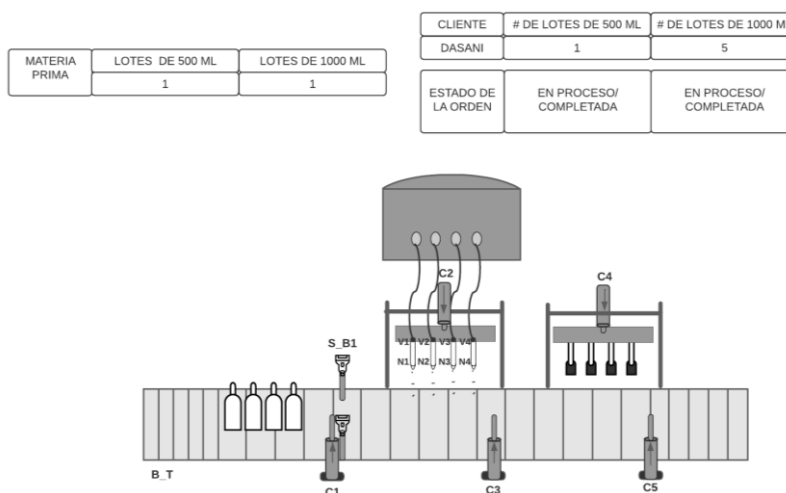 CLIENTE # DE LOTES DE 500 ML # DE LOTES DE 1000 M
DASANI 1 5
MATERIA PRIMA LOTES DE 500 ML LOTES DE 1000 ML
1 1
ESTADO DE LA ORDEN EN PROCESO/ COMPLETADA EN PROCESO/ COMPLETADA
C2
C4
S_B1
V1 V2 V3 V4
N1 N2 N3 N4
B_T
C1
C3
C5